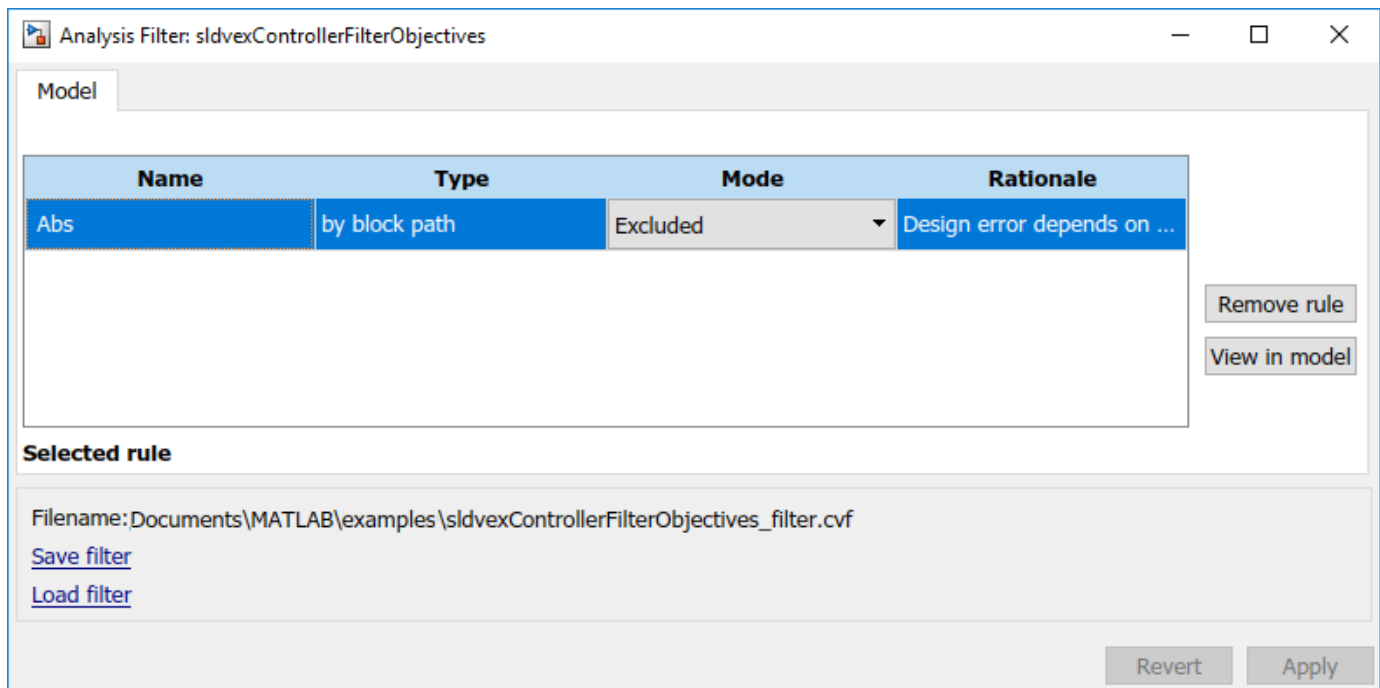 Analysis Filter: sldvexControllerFilterObjectives
Model
Name Type Mode Rationale
Abs by block path Excluded Design error depends on ...
Remove rule
View in model
Selected rule
Filename: Documents\MATLAB\examples\sldvexControllerFilterObjectives_filter.cvf
Save filter
Load filter
Revert Apply